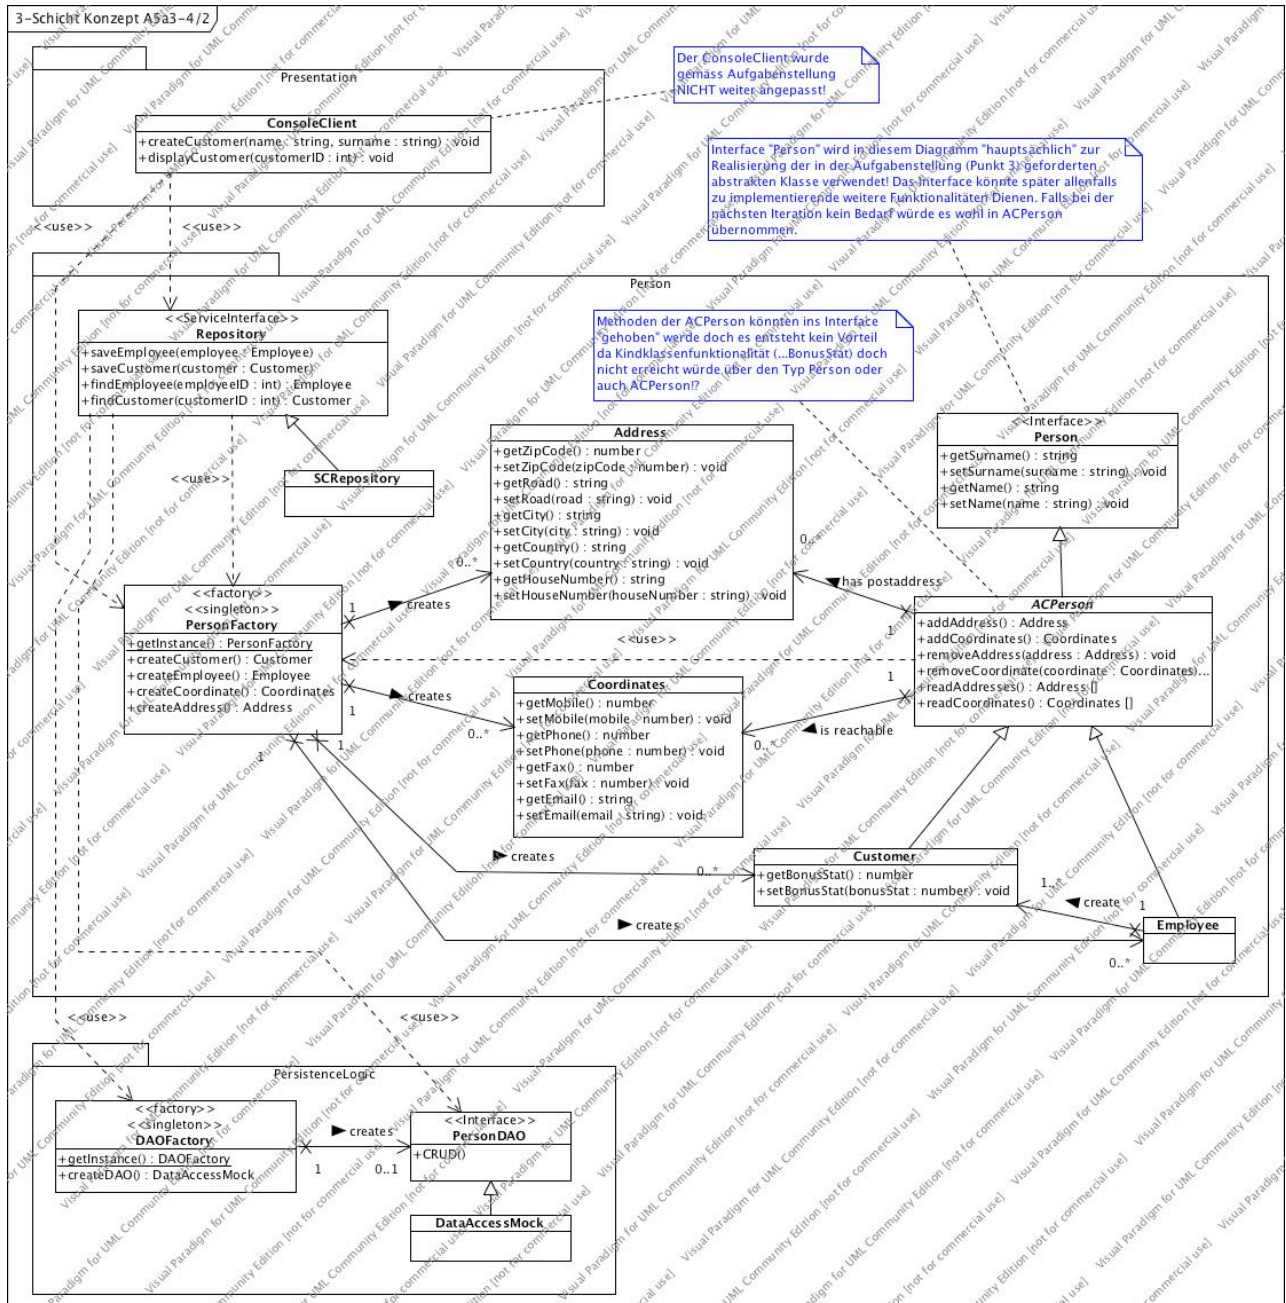 3-Schicht Konzept A5a3-4/2
Der ConsoleClient wurde
gemäss Aufgabenstellung
NICHT weiter angepasst!
Presentation
ConsoleClient
+createCustomer(name : string, surname : string) : void
+displayCustomer(customerID : int) : void
Interface "Person" wird in diesem Diagramm "hauptsächlich" zur
Realisierung der in der Aufgabenstellung (Punkt 3) geforderten
abstrakten Klasse verwendet! Das Interface könnte später allenfalls
zu implementierende weitere Funktionalitäten Dienen. Falls bei der
nächsten Iteration kein Bedarf würde es wohl in ACPerson
übernommen.
<<use>>
<<use>>
Person
<<ServiceInterface>>
Repository
+saveEmployee(employee : Employee)
+saveCustomer(customer : Customer)
+findEmployee(employeeID : int) : Employee
+findCustomer(customerID : int) : Customer
Methoden der ACPerson könnten ins Interface
"gehoben" werde doch es entsteht kein Vorteil
da Kindklassenfunktionalität (...BonusStat) doch
nicht erreicht würde über den Typ Person oder
auch ACPerson!?
<<Interface>>
Person
+getSurname() : string
+setSurname(surname : string) : void
+getName() : string
+setName(name : string) : void
<<use>>
SCRepository
Address
+getZipCode() : number
+setZipCode(zipCode : number) : void
+getRoad() : string
+setRoad(road : string) : void
+getCity() : string
+setCity(city : string) : void
+getCountry() : string
+setCountry(country : string) : void
+getHouseNumber() : string
+setHouseNumber(houseNumber : string) : void
0..*
0..*
has postaddress
1
<<factory>>
<<singleton>>
PersonFactory
+getInstance() : PersonFactory
+createCustomer() : Customer
+createEmployee() : Employee
+createCoordinate() : Coordinates
+createAddress() : Address
1
creates
<<use>>
ACPerson
+addAddress() : Address
+addCoordinates() : Coordinates
+removeAddress(address : Address) : void
+removeCoordinate(coordinate : Coordinates)...
+readAddresses() : Address []
+readCoordinates() : Coordinates []
creates
1
0..*
Coordinates
+getMobile() : number
+setMobile(mobile : number) : void
+getPhone() : number
+setPhone(phone : number) : void
+getFax() : number
+setFax(fax : number) : void
+getEmail() : string
+setEmail(email : string) : void
1
is reachable
0..*
1
1
creates
0..*
Customer
+getBonusStat() : number
+setBonusStat(bonusStat : number) : void
1..*
create
1
creates
Employee
0..*
<<use>>
<<use>>
PersistenceLogic
<<factory>>
<<singleton>>
DAOFactory
+getInstance() : DAOFactory
+createDAO() : DataAccessMock
creates
1
0..1
<<Interface>>
PersonDAO
+CRUD()
DataAccessMock
Visual Paradigm for UML Community Edition [not for commercial use]